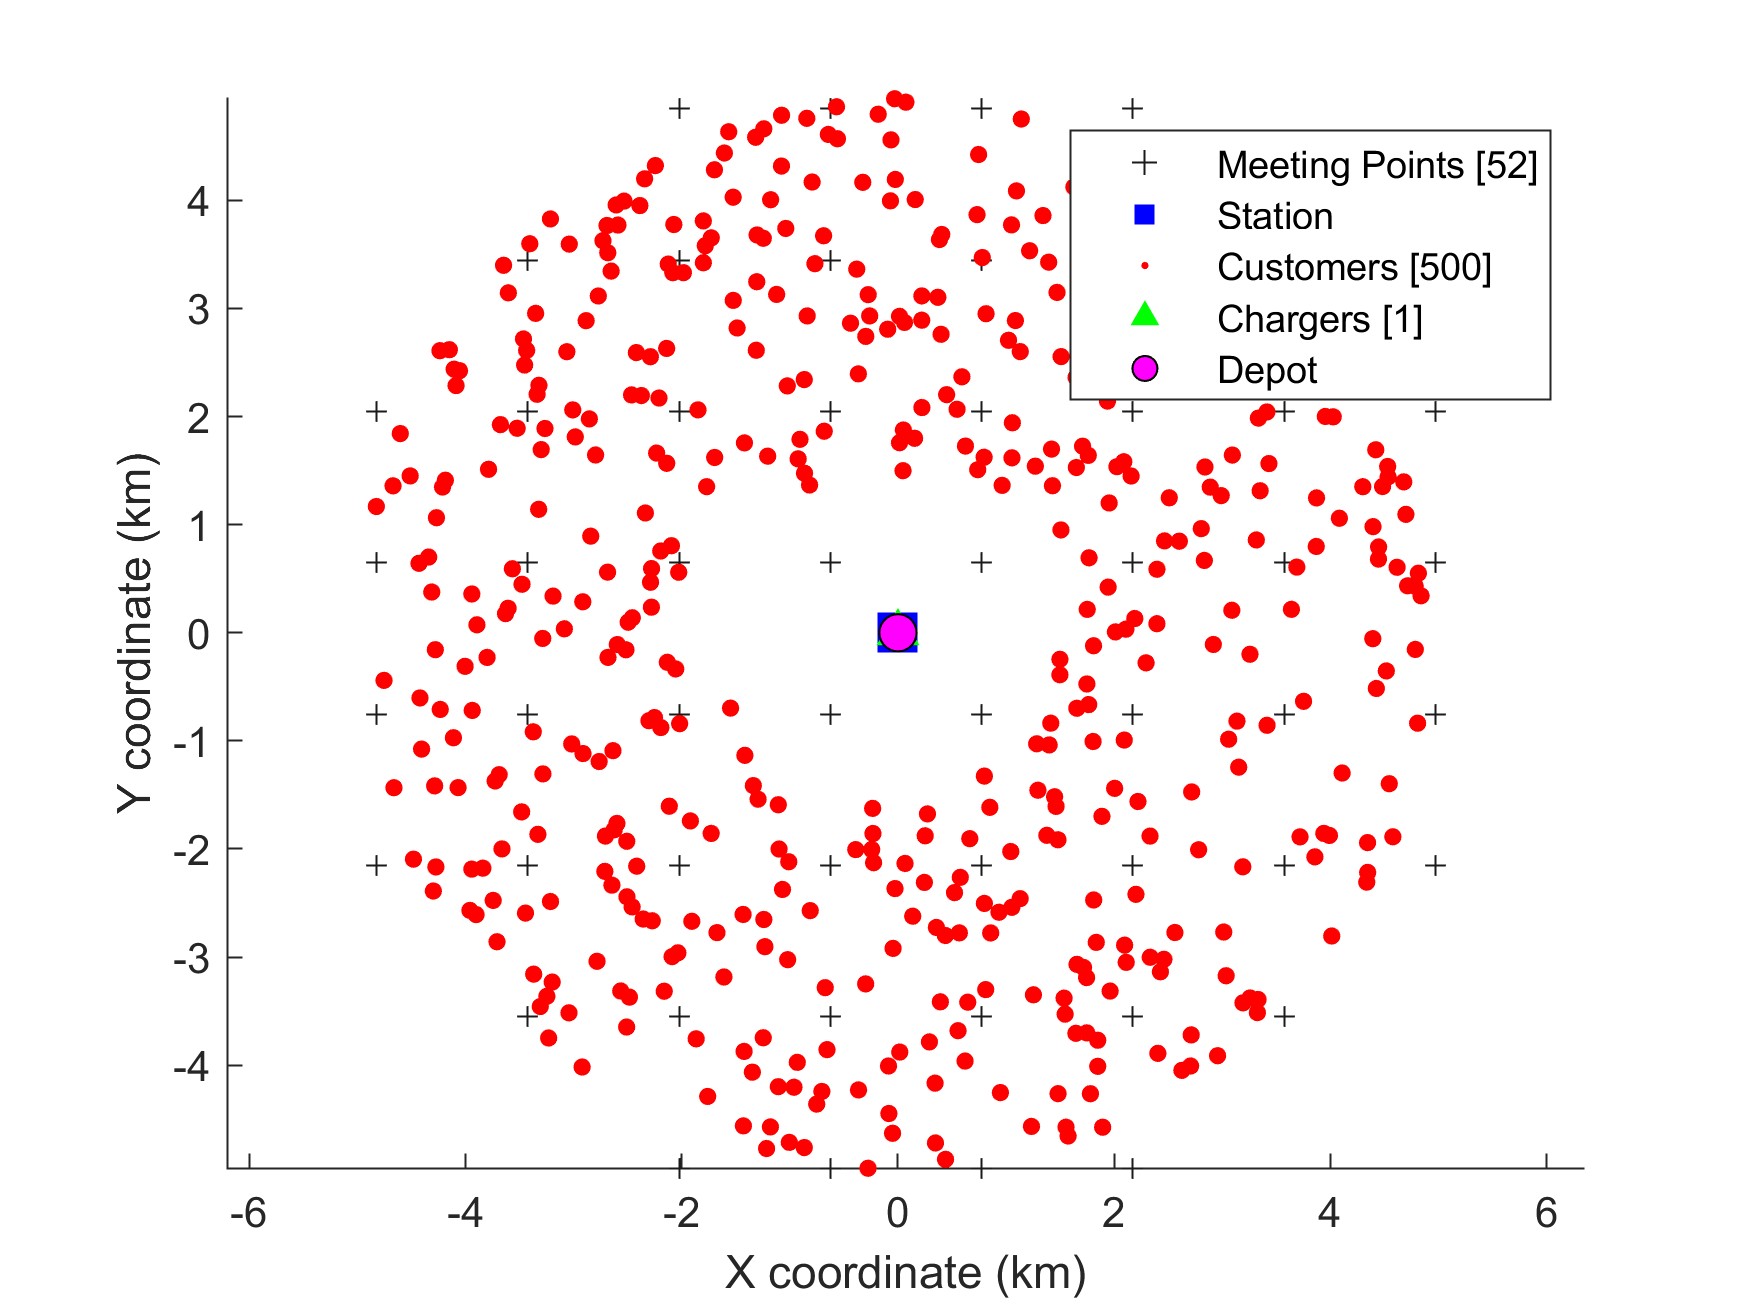 Meeting Points [52]
Station
Customers [500]
Chargers [1]
Depot
4
3
2
1
0
-1
-2
-3
-4
Y coordinate (km)
-6
-4
-2
0
2
4
6
X coordinate (km)